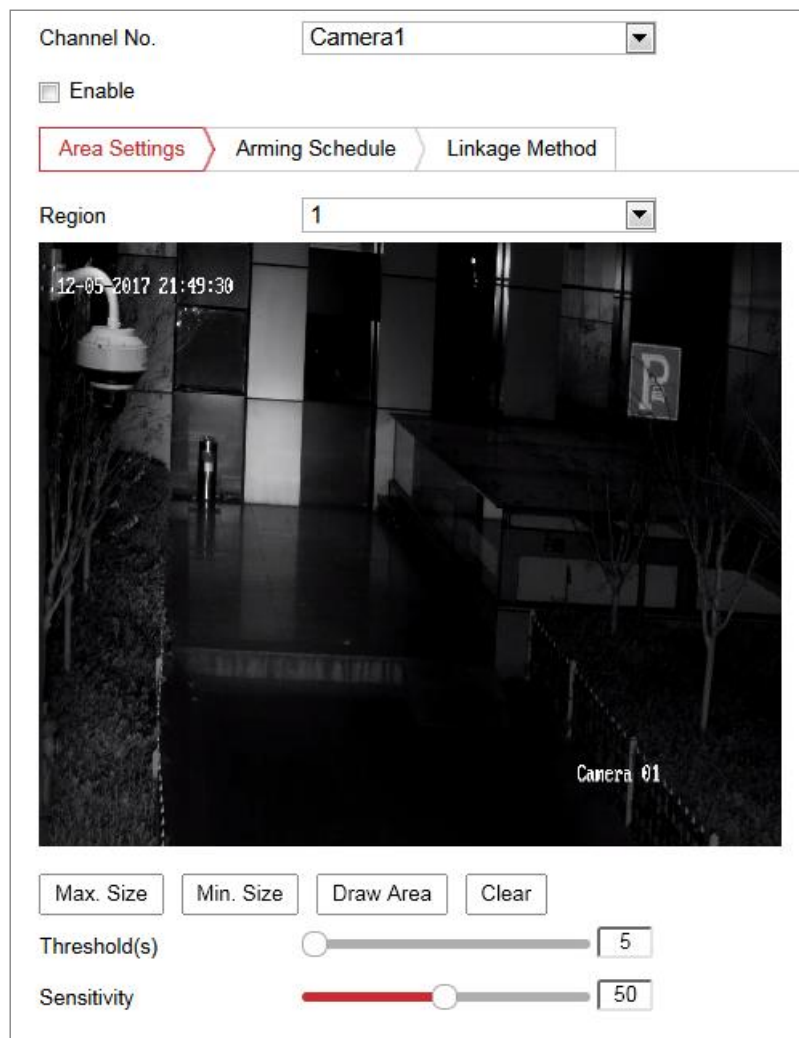 Channel No. Camera1
Enable
Area Settings Arming Schedule Linkage Method
Region 1
12-05-2017 21:49:30
P
Camera 01
Max. Size Min. Size Draw Area Clear
Threshold(s) 5
Sensitivity 50